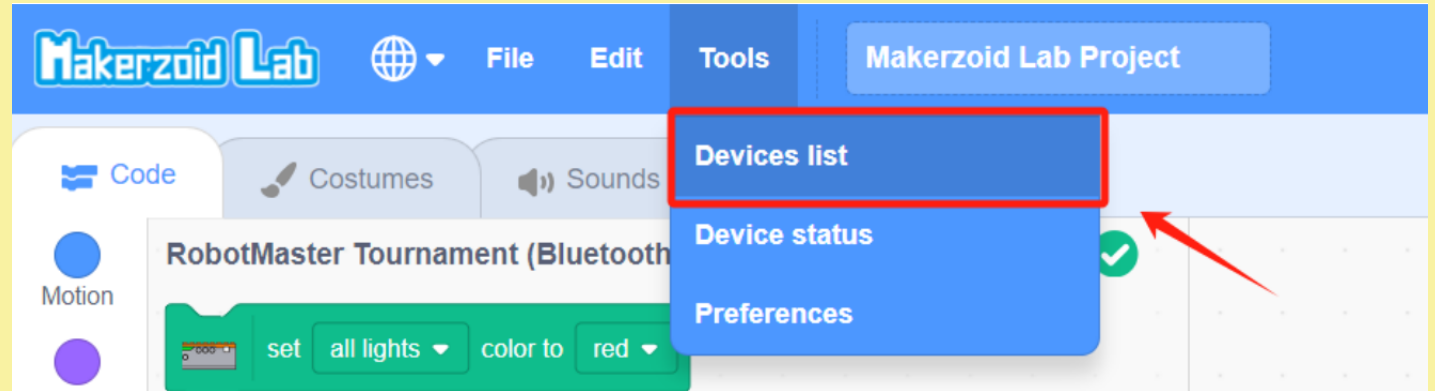 Makerzoid Lab File Edit Tools Makerzoid Lab Project
Code Costumes Sounds
Devices list
Device status
Preferences
RobotMaster Tournament (Bluetooth
Motion
set all lights color to red